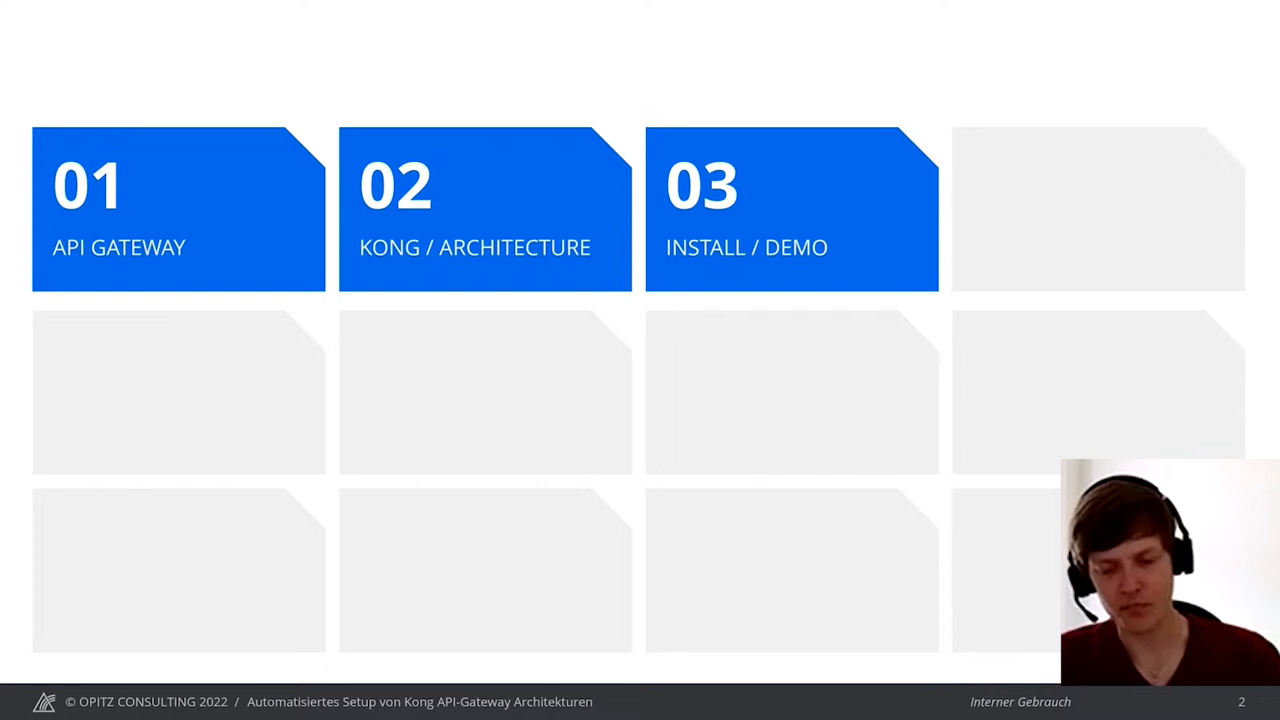 01
API GATEWAY
02
KONG / ARCHITECTURE
03
INSTALL / DEMO
© OPITZ CONSULTING 2022 / Automatisiertes Setup von Kong API-Gateway Architekturen
Interner Gebrauch
2